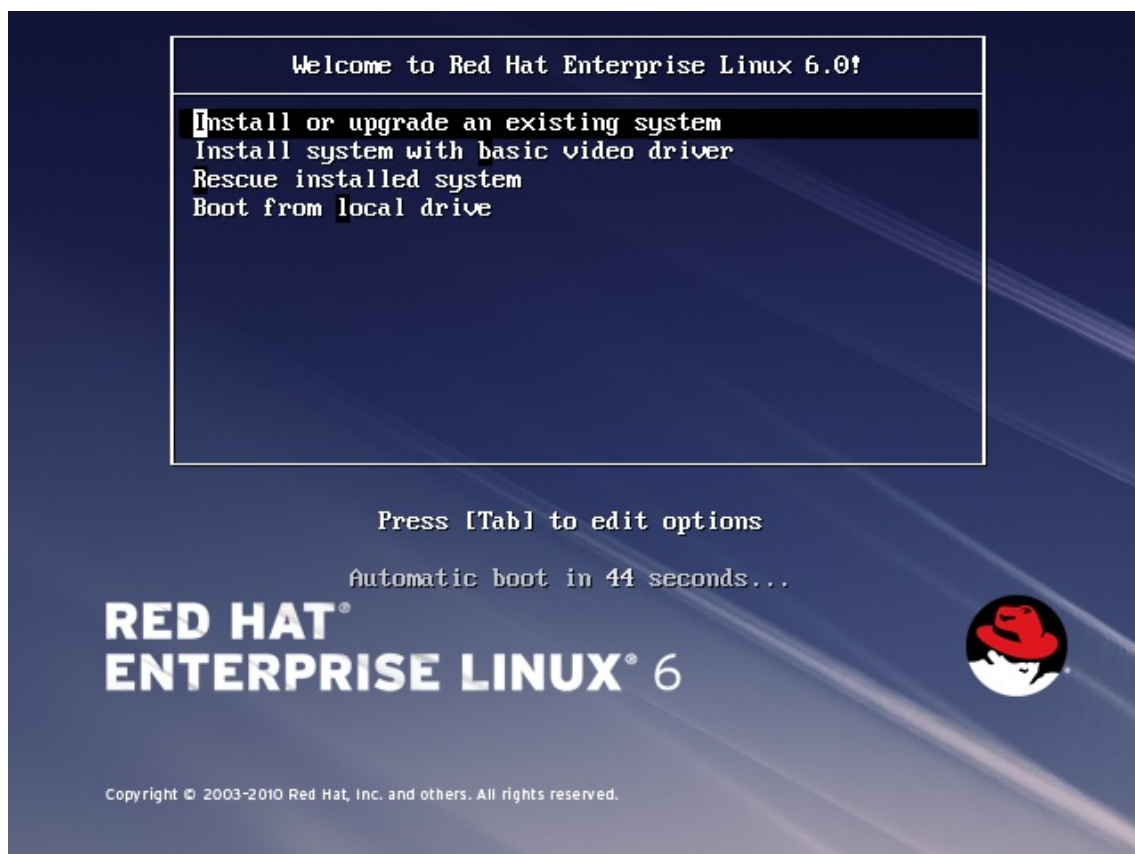 Welcome to Red Hat Enterprise Linux 6.0!
Install or upgrade an existing system
Install system with basic video driver
Rescue installed system
Boot from local drive
Press [Tab] to edit options
Automatic boot in 44 seconds...
RED HAT®
ENTERPRISE LINUX® 6
Copyright © 2003-2010 Red Hat, Inc. and others. All rights reserved.